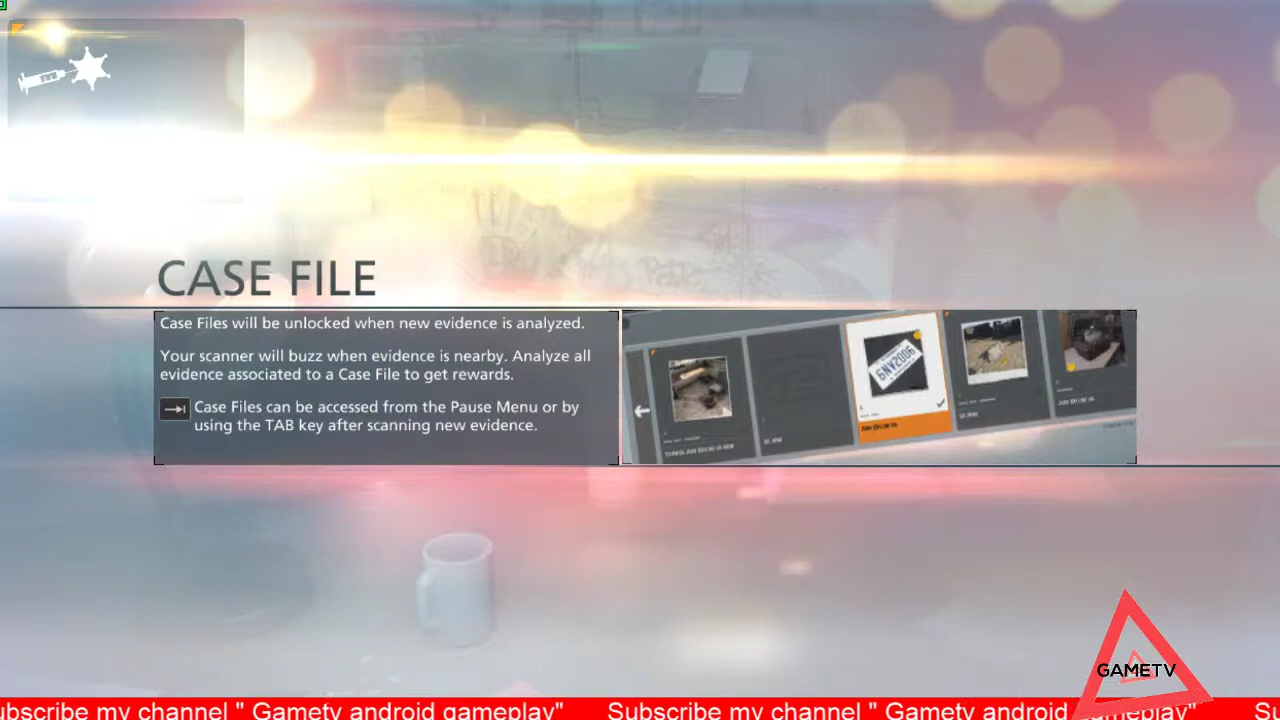 CASE FILE
Case Files will be unlocked when new evidence is analyzed.
Your scanner will buzz when evidence is nearby. Analyze all
evidence associated to a Case File to get rewards.
Case Files can be accessed from the Pause Menu or by
using the TAB key after scanning new evidence.
6NV2006
GAMETV
ubscribe my channel " Gametv android gameplay" Subscribe my channel " Gametv android gameplay" Su